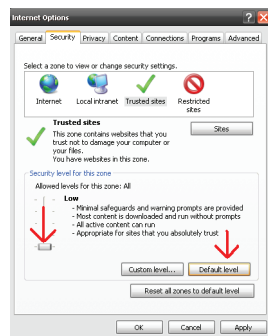 Internet Options
General Security Privacy Content Connections Programs Advanced
Select a zone to view or change security settings.
Internet Local intranet Trusted sites Restricted sites
Trusted sites
Sites
This zone contains websites that you
trust not to damage your computer or
your files.
You have websites in this zone.
Security level for this zone
Allowed levels for this zone: All
Low
- Minimal safeguards and warning prompts are provided
- Most content is downloaded and run without prompts
- All active content can run
- Appropriate for sites that you absolutely trust
Custom level... Default level
Reset all zones to default level
OK Cancel Apply